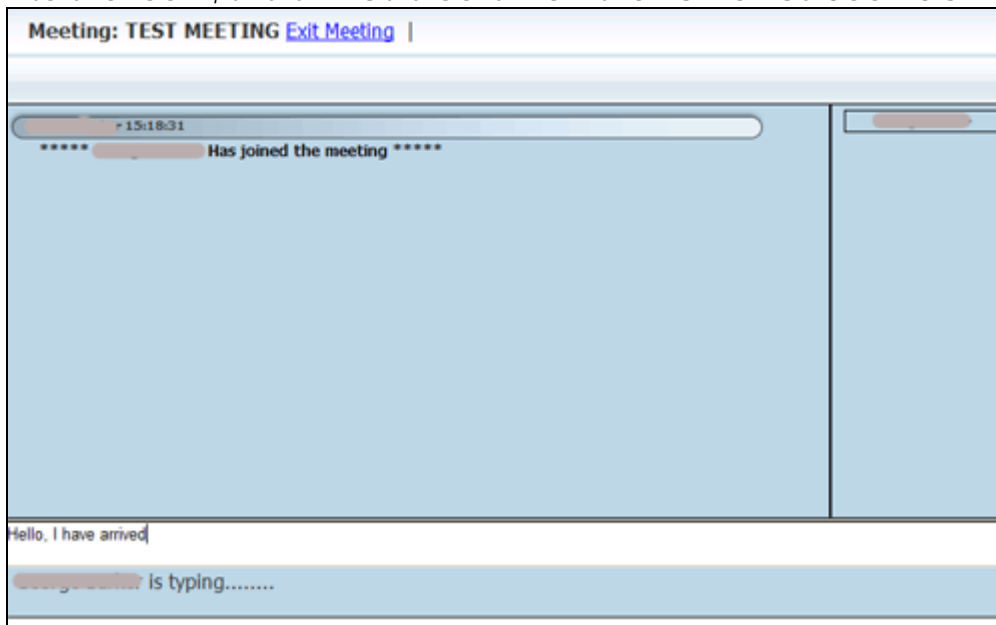 Meeting: TEST MEETING Exit Meeting |
15:18:31
***** Has joined the meeting *****
Hello, I have arrived
is typing........